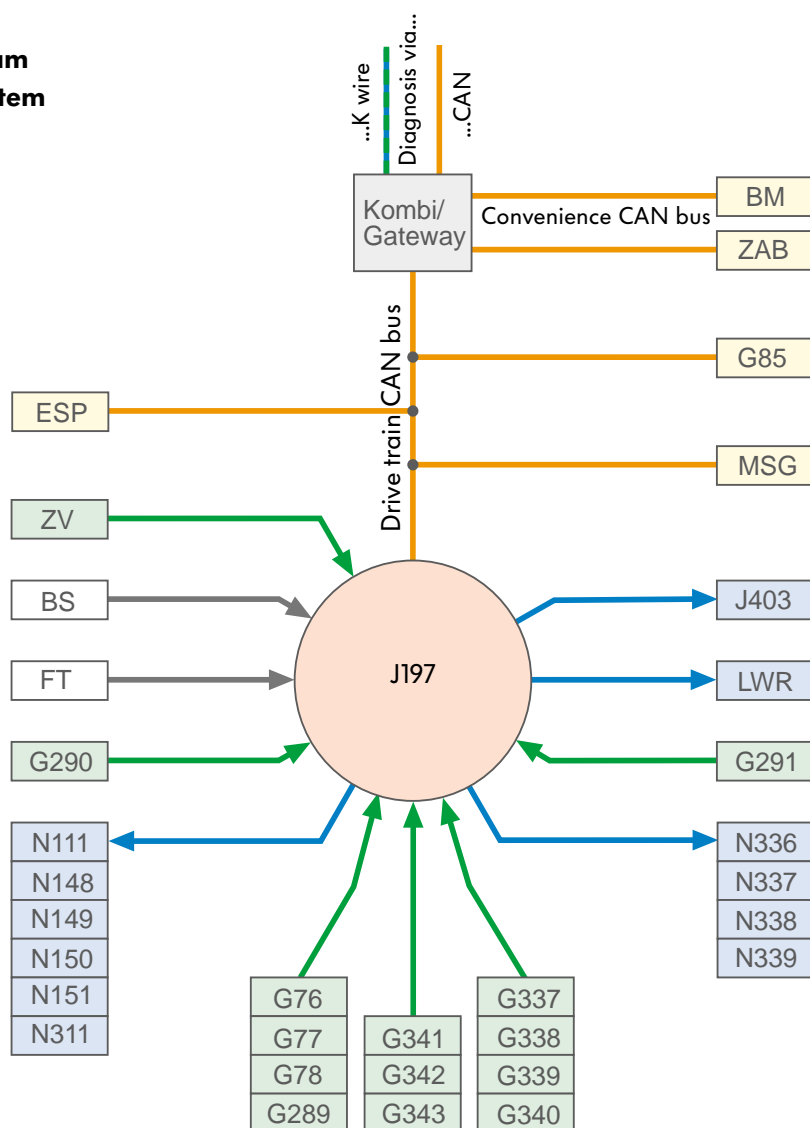 um
tem
...K wire
Diagnosis via...
...CAN
Kombi/
Gateway
Convenience CAN bus
BM
ZAB
Drive train CAN bus
G85
ESP
MSG
ZV
BS
J403
J197
FT
LWR
G290
G291
N111
N148
N149
N150
N151
N311
N336
N337
N338
N339
G76
G77
G78
G289
G341
G342
G343
G337
G338
G339
G340